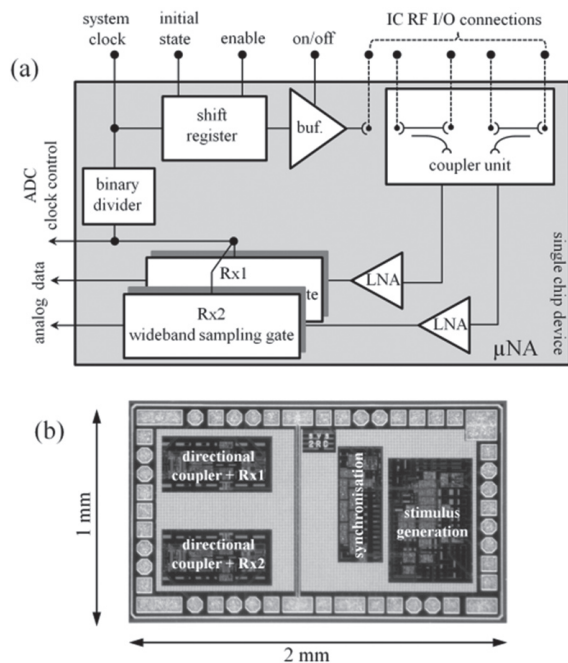 system clock
initial state
enable
on/off
IC RF I/O connections
(a)
shift register
buf.
coupler unit
binary divider
ADC clock control
Rx1
te
LNA
analog data
Rx2
wideband sampling gate
LNA
single chip device
µNA
(b)
1 mm
directional coupler + Rx1
synchronisation
stimulus generation
directional coupler + Rx2
2 mm